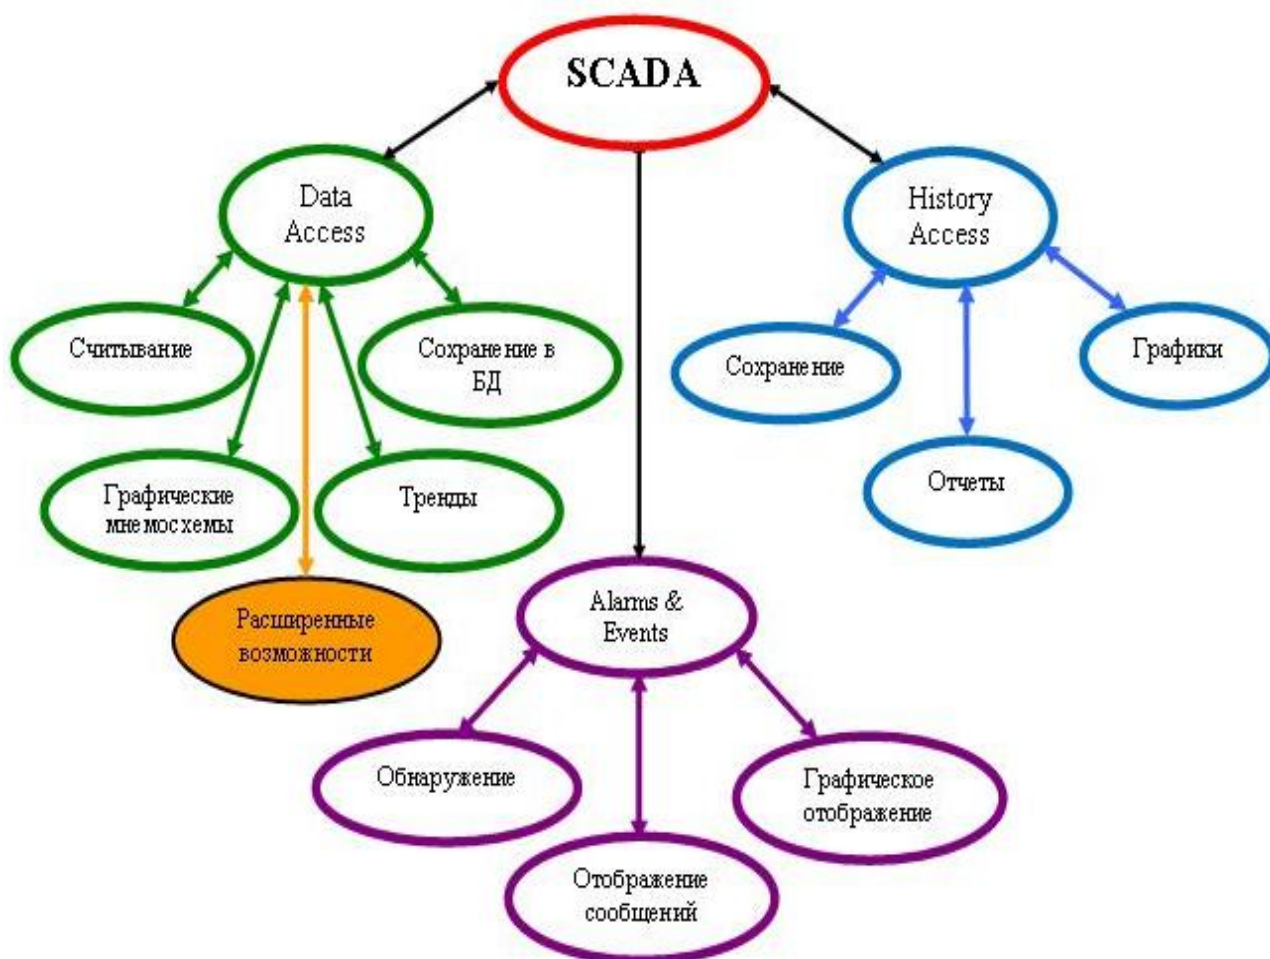 SCADA
Data
Access
History
Access
Считывание
Сохранение в
БД
Сохранение
Графики
Графические
мнемосхемы
Тренды
Отчеты
Расширенные
возможности
Alarms &
Events
Обнаружение
Графическое
отображение
Отображение
сообщений